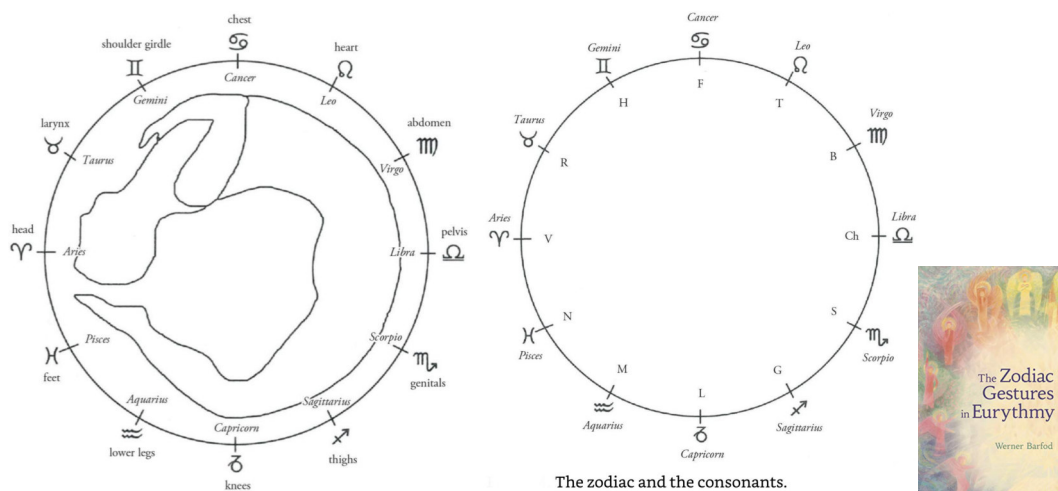 chest
♋
Cancer
shoulder girdle
♊
Gemini
heart
♌
Leo
larynx
♉
Taurus
abdomen
♍
Virgo
head
♈
Aries
pelvis
♎
Libra
Pisces
♓
feet
Scorpio
♏
genitals
Aquarius
♒
lower legs
Sagittarius
♐
thighs
Capricorn
♑
knees
Cancer
♋
F
Gemini
♊
H
Leo
♌
T
Taurus
♉
R
Virgo
♍
B
Aries
♈
V
Libra
♎
Ch
N
♓
Pisces
S
♏
Scorpio
M
♒
Aquarius
G
♐
Sagittarius
L
♑
Capricorn
The zodiac and the consonants.
The Zodiac
Gestures
in Eurythmy
Werner Barfod